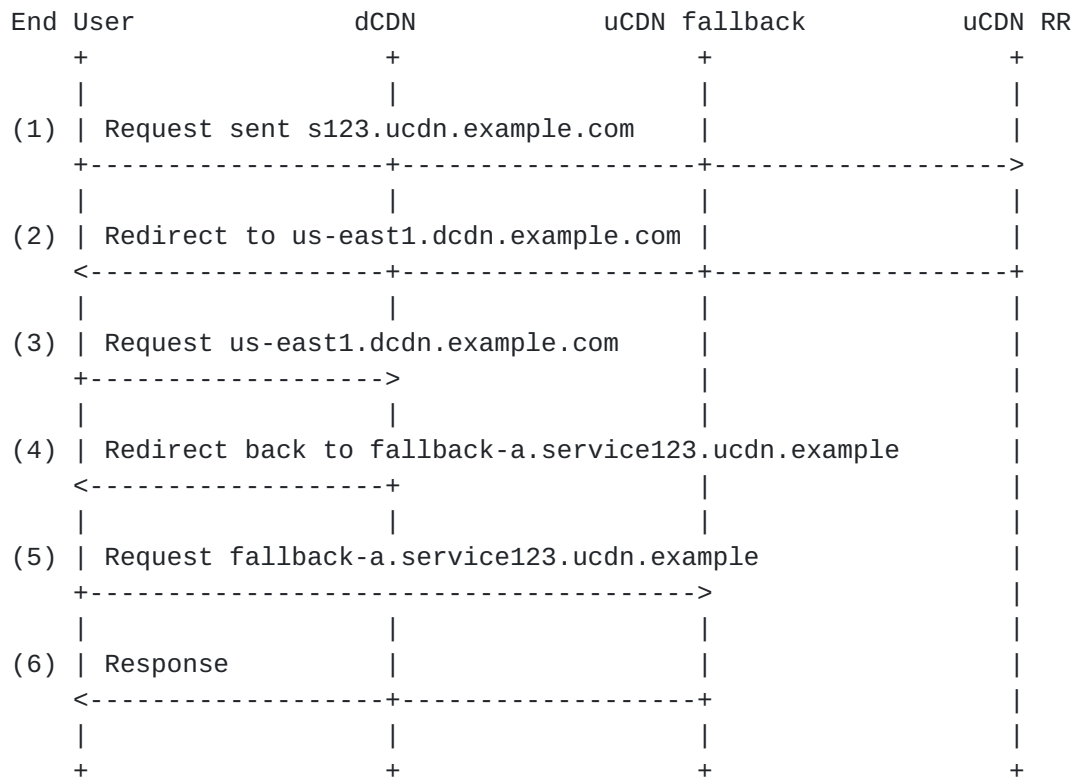 End User dCDN uCDN fallback uCDN RR
(1) Request sent s123.ucdn.example.com
(2) Redirect to us-east1.dcdn.example.com
(3) Request us-east1.dcdn.example.com
(4) Redirect back to fallback-a.service123.ucdn.example
(5) Request fallback-a.service123.ucdn.example
(6) Response